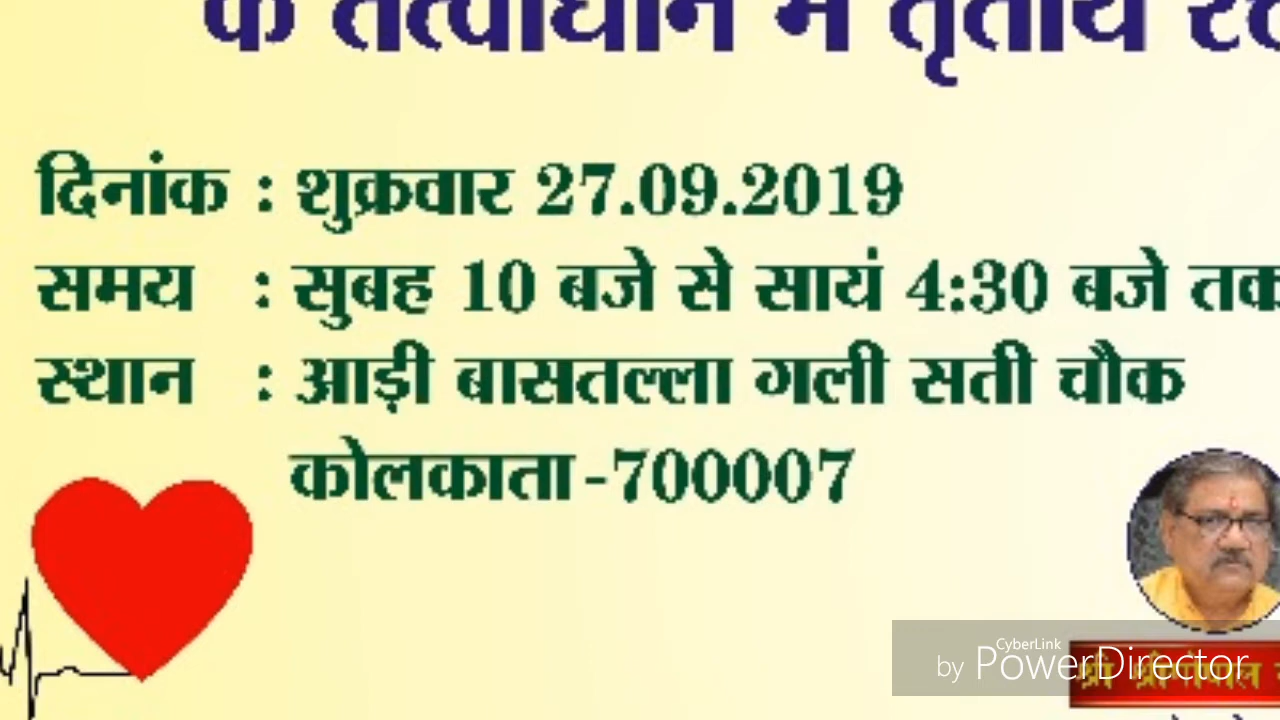 के तत्वाधान में तृतीय
दिनांक : शुक्रवार 27.09.2019
समय : सुबह 10 बजे से सायं 4:30 बजे तक
स्थान : आड़ी बासतल्ला गली सती चौक
कोलकाता -700007
CyberLink
by PowerDirector
श्री श्रीगोपाल